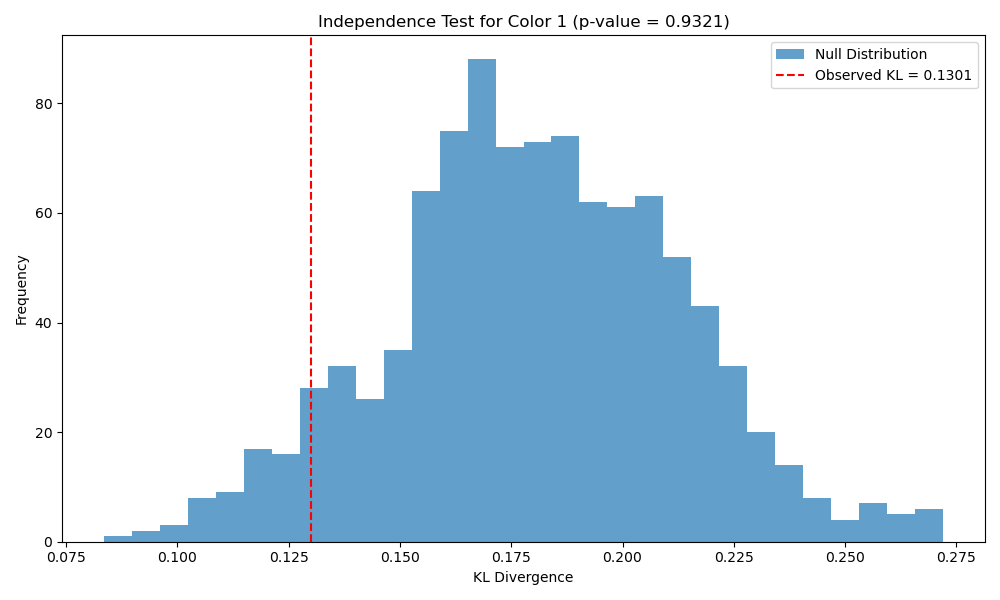 Independence Test for Color 1 (p-value = 0.9321)
Null Distribution
Observed KL = 0.1301
Frequency
80
60
40
20
0
0.075 0.100 0.125 0.150 0.175 0.200 0.225 0.250 0.275
KL Divergence